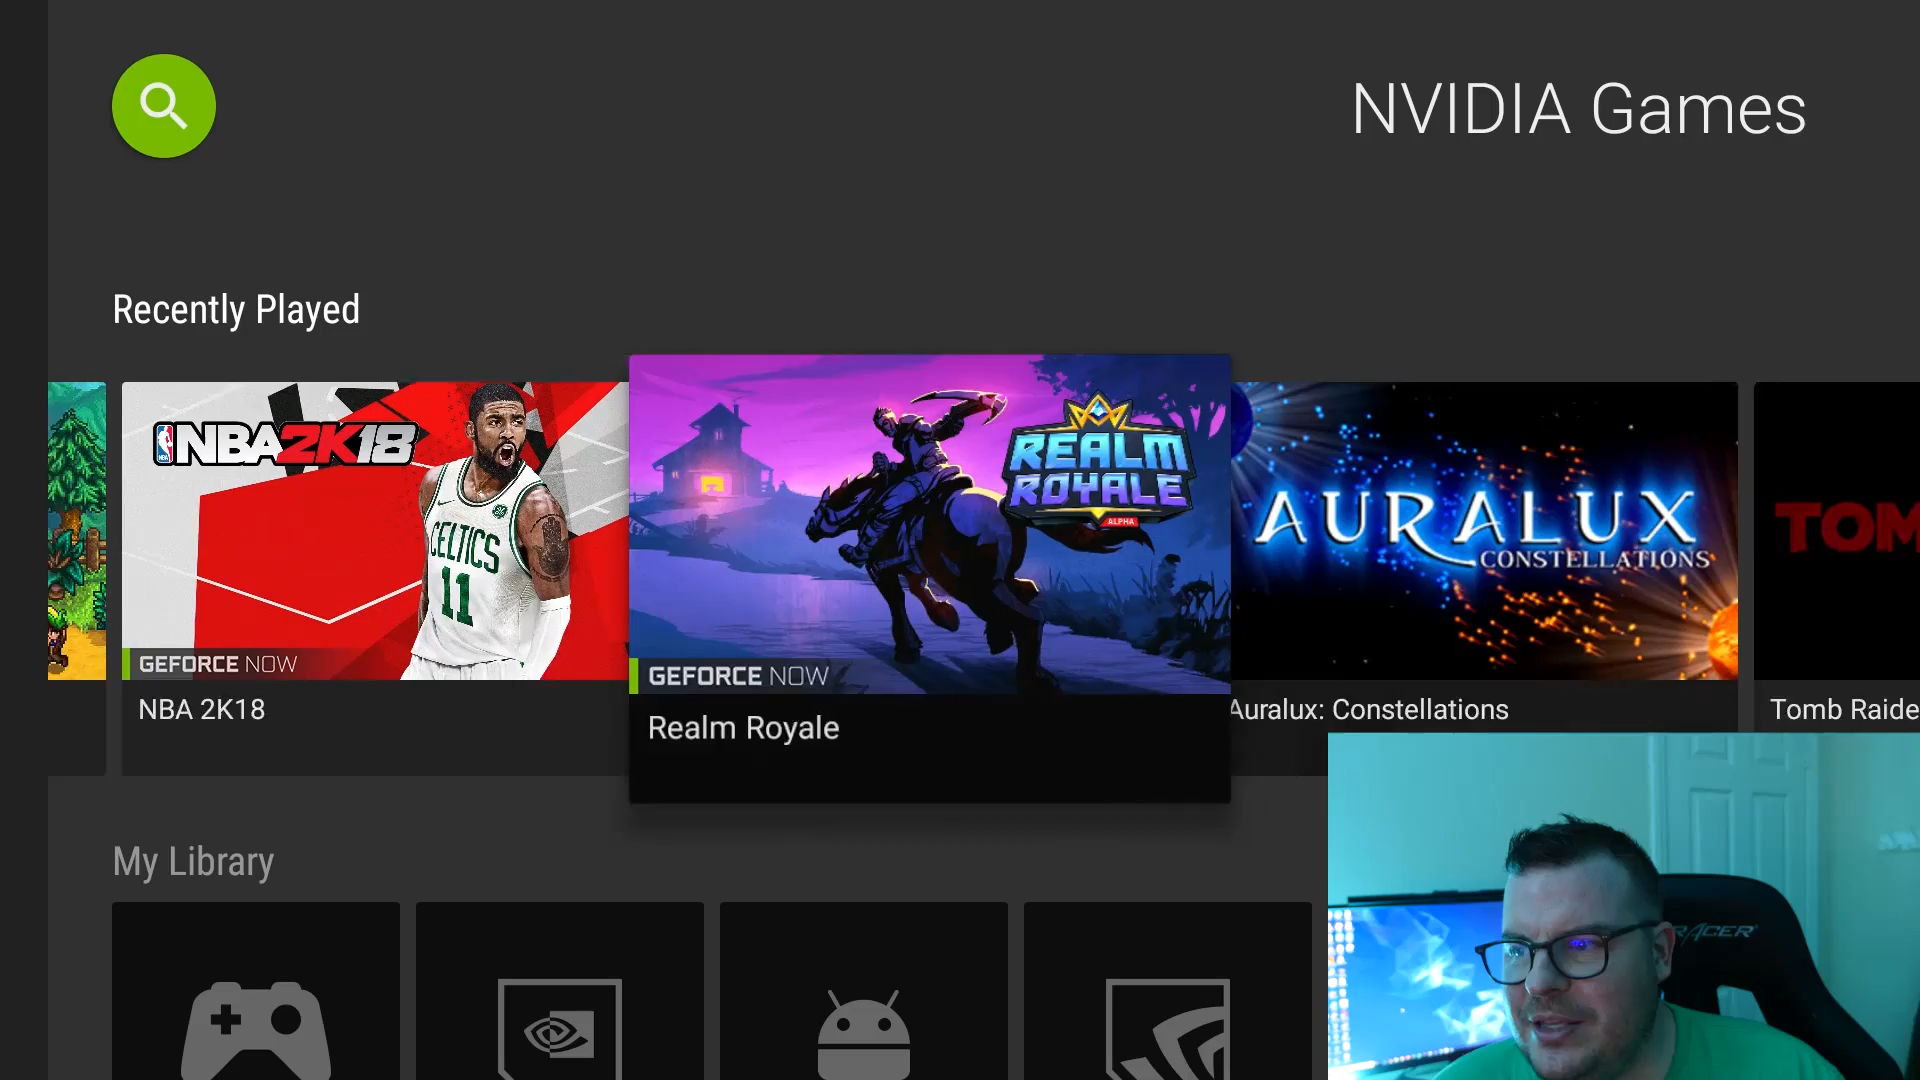 NVIDIA Games
Recently Played
NBA 2K18
CELTICS
11
GEFORCE NOW
NBA 2K18
REALM
ROYALE
ALPHA
GEFORCE NOW
Realm Royale
AURALUX
CONSTELLATIONS
Auralux: Constellations
TOM
Tomb Raide
My Library
RACER